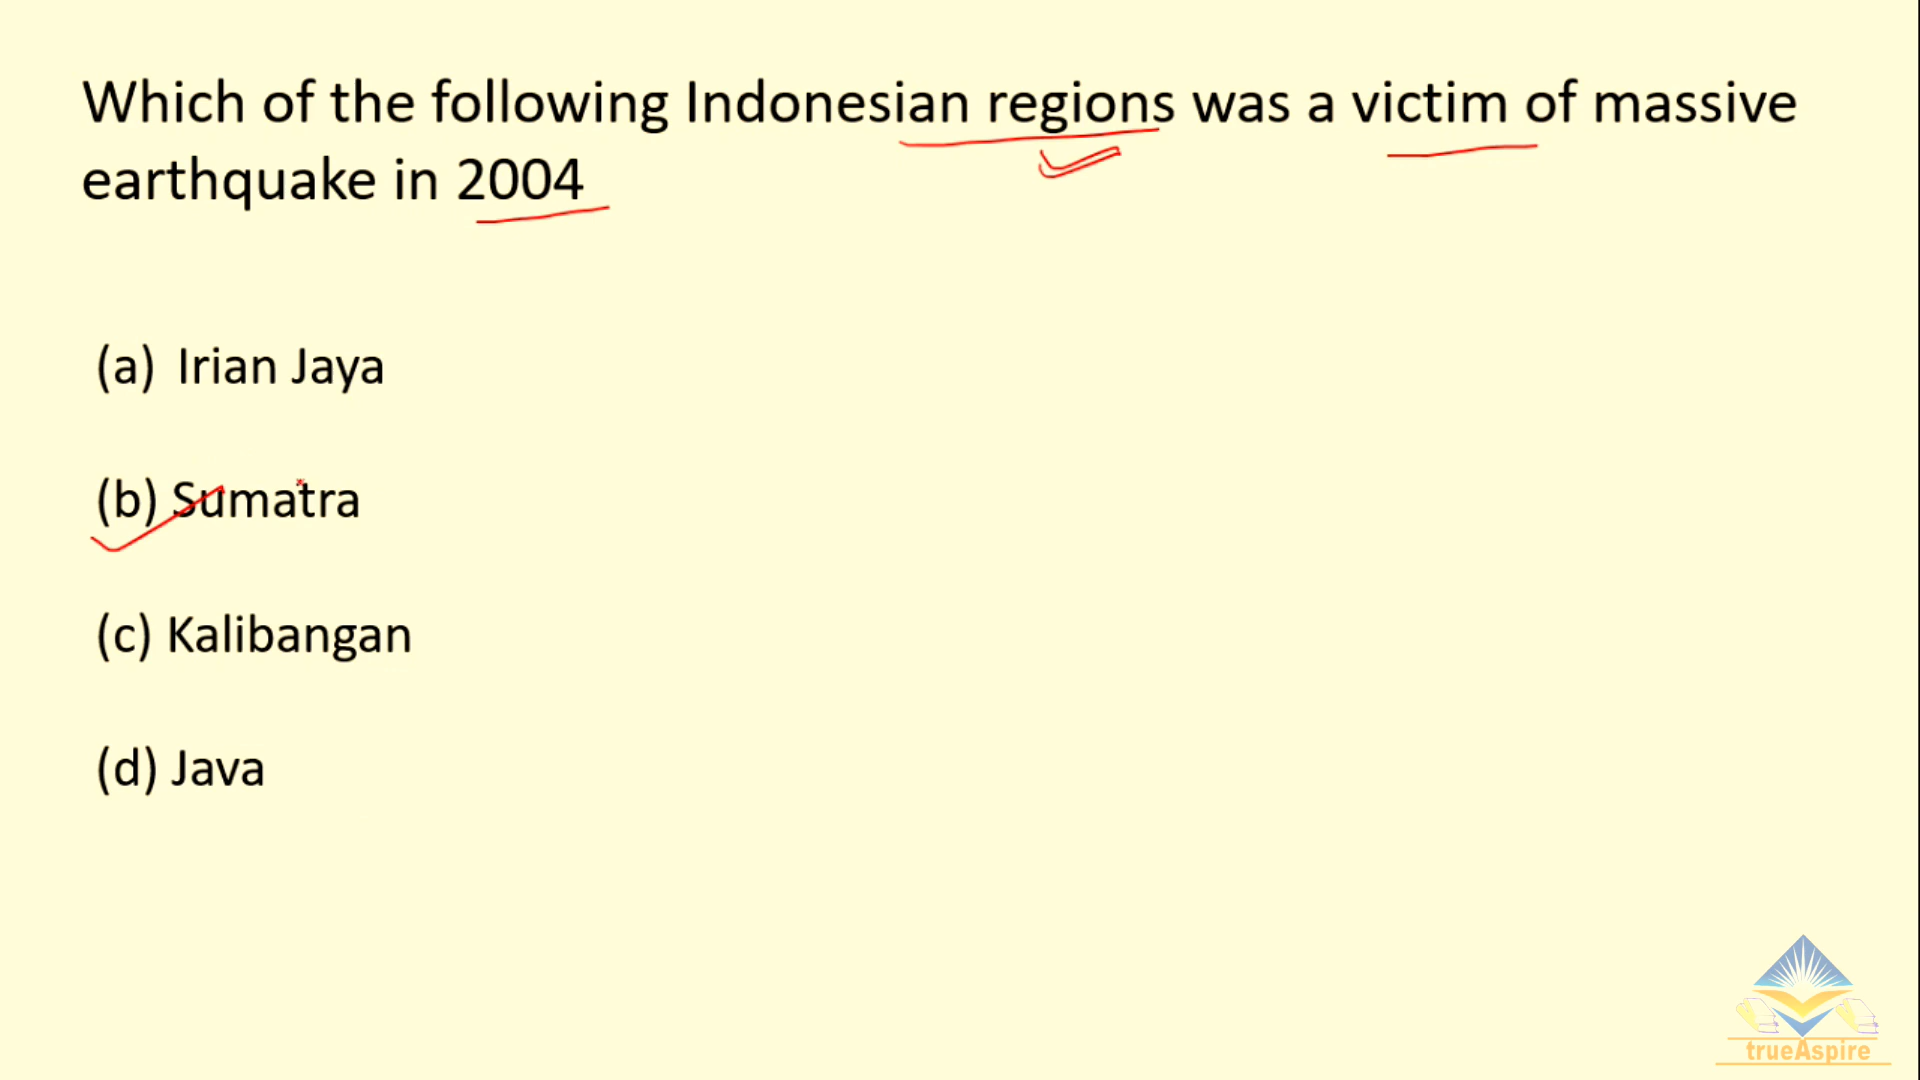 Which of the following Indonesian regions was a victim of massive
earthquake in 2004
(a) Irian Jaya
(b) Sumatra
(c) Kalibangan
(d) Java
trueAspire